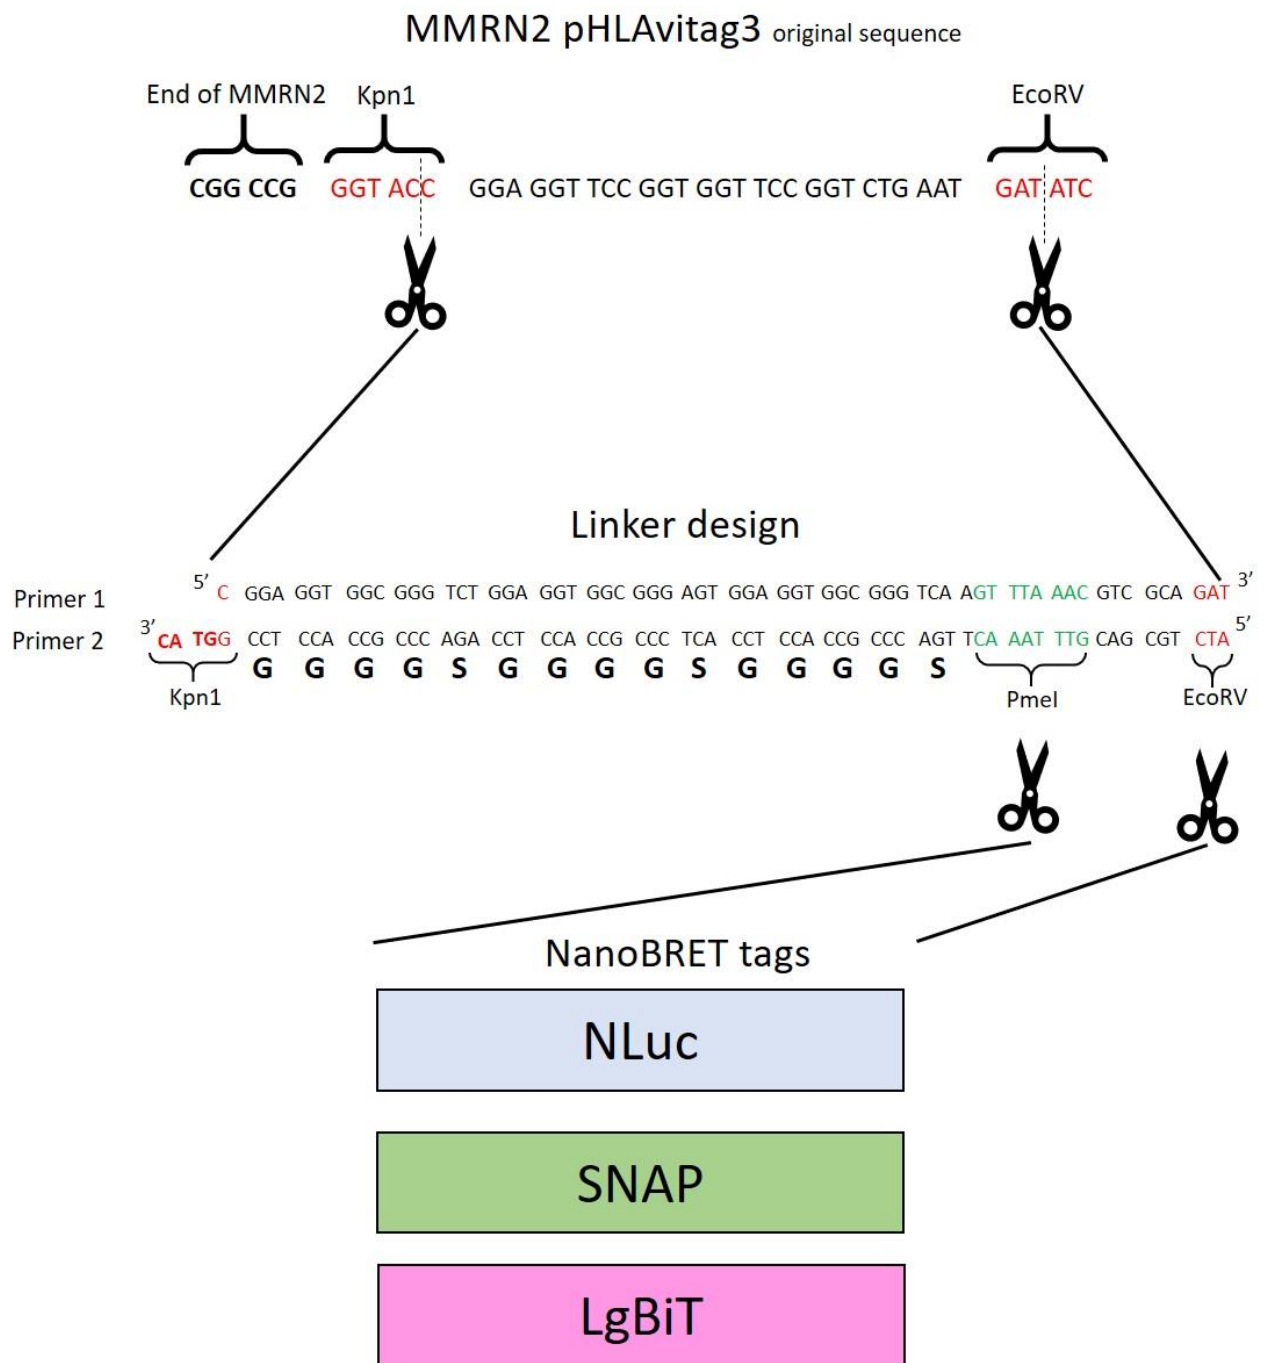 MMRN2 pHLAvitag3 original sequence
End of MMRN2 Kpn1 EcoRV
CGG CCG GGT ACC GGA GGT TCC GGT GGT TCC GGT CTG AAT GAT ATC
Linker design
Primer 1 5’ C GGA GGT GGC GGG TCT GGA GGT GGC GGG AGT GGA GGT GGC GGG TCA AGT TTA AAC GTC GCA GAT 3’
Primer 2 3’ CA TGG CCT CCA CCG CCC AGA CCT CCA CCG CCC TCA CCT CCA CCG CCC AGT TCA AAT TTG CAG CGT CTA 5’
G G G G S G G G G S G G G G S
Kpn1 PmeI EcoRV
NanoBRET tags
NLuc
SNAP
LgBiT